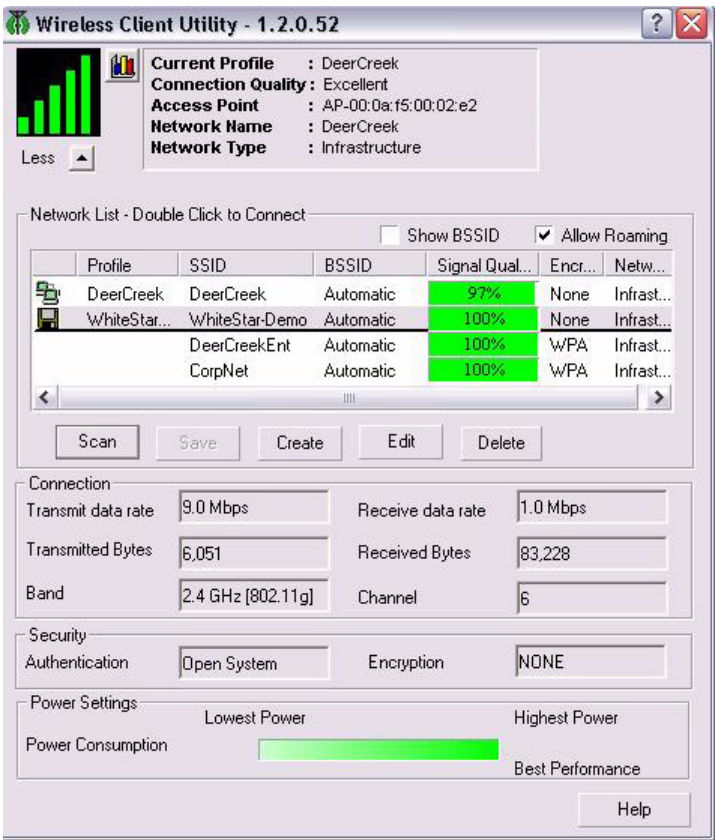 Wireless Client Utility - 1.2.0.52
Current Profile : DeerCreek
Connection Quality : Excellent
Access Point : AP-00:0a:f5:00:02:e2
Network Name : DeerCreek
Network Type : Infrastructure
Less
Network List - Double Click to Connect
Show BSSID Allow Roaming
Profile SSID BSSID Signal Qual... Encr... Netw...
DeerCreek DeerCreek Automatic 97% None Infrast...
WhiteStar... WhiteStar-Demo Automatic 100% None Infrast...
DeerCreekEnt Automatic 100% WPA Infrast...
CorpNet Automatic 100% WPA Infrast...
Scan Save Create Edit Delete
Connection
Transmit data rate 9.0 Mbps Receive data rate 1.0 Mbps
Transmitted Bytes 6,051 Received Bytes 83,228
Band 2.4 GHz [802.11g] Channel 6
Security
Authentication Open System Encryption NONE
Power Settings
Lowest Power Highest Power
Power Consumption
Best Performance
Help